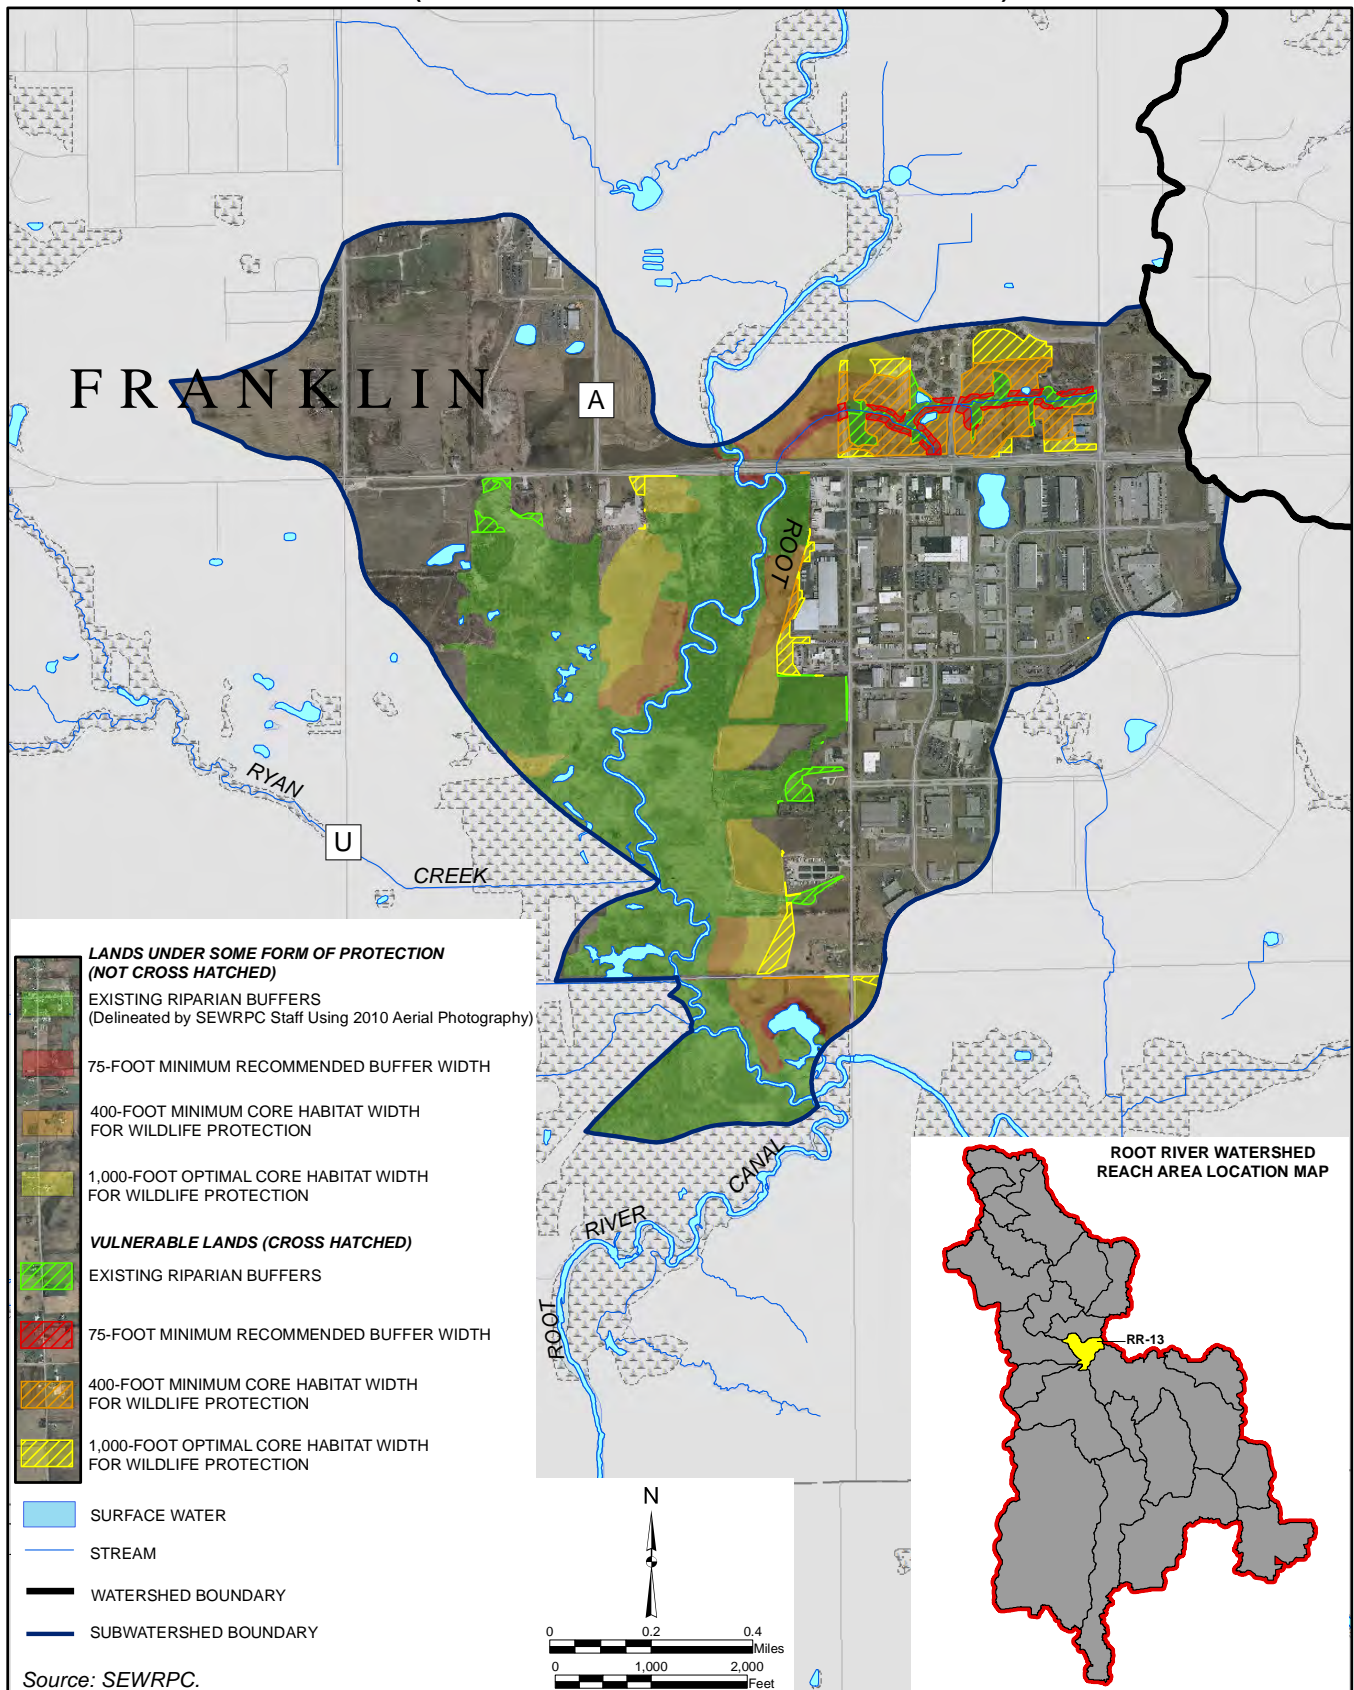 FRANKLIN
A
ROOT
RYAN
U
CREEK
LANDS UNDER SOME FORM OF PROTECTION
(NOT CROSS HATCHED)
EXISTING RIPARIAN BUFFERS
(Delineated by SEWRPC Staff Using 2010 Aerial Photography)
75-FOOT MINIMUM RECOMMENDED BUFFER WIDTH
400-FOOT MINIMUM CORE HABITAT WIDTH
FOR WILDLIFE PROTECTION
1,000-FOOT OPTIMAL CORE HABITAT WIDTH
FOR WILDLIFE PROTECTION
VULNERABLE LANDS (CROSS HATCHED)
EXISTING RIPARIAN BUFFERS
75-FOOT MINIMUM RECOMMENDED BUFFER WIDTH
400-FOOT MINIMUM CORE HABITAT WIDTH
FOR WILDLIFE PROTECTION
1,000-FOOT OPTIMAL CORE HABITAT WIDTH
FOR WILDLIFE PROTECTION
SURFACE WATER
STREAM
WATERSHED BOUNDARY
SUBWATERSHED BOUNDARY
Source: SEWRPC.
ROOT RIVER CANAL
N
0 0.2 0.4
Miles
0 1,000 2,000
Feet
ROOT RIVER WATERSHED
REACH AREA LOCATION MAP
RR-13